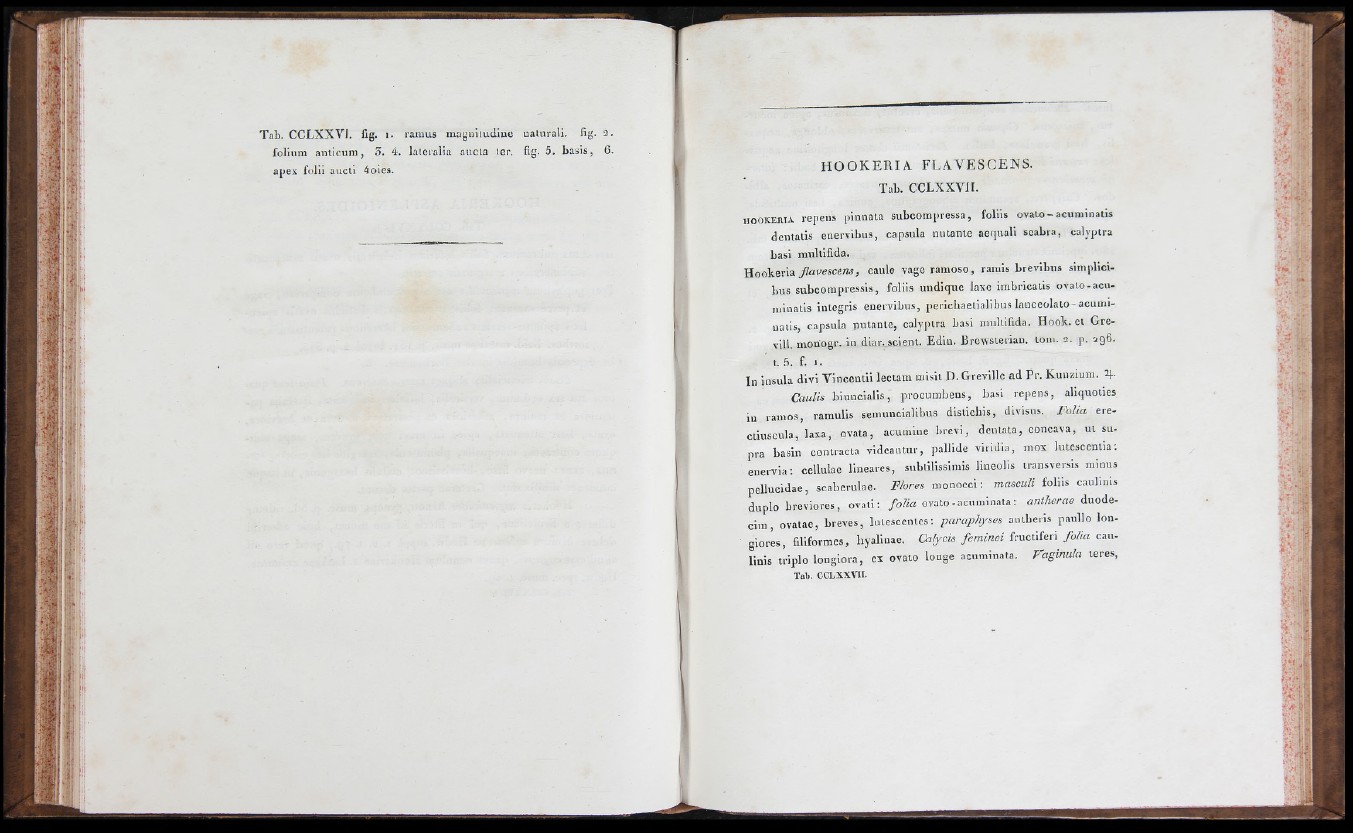 Tab. CCLXXVI. fig. 1. ramus magnitudine naturali. fig. 2.
folium anticum, 3. 4. lateralia aucta ter. fig. 5. basis, 6.
apex folii aucti 4oies.
HOOKERIA FLAVESCENS.
Tab. CCLXXVII.
HOOKERIA repens pinnata subcompressa, foliis ovato-acuminatis
dentatis enervibus, capsula nutante aequali scabra, calyptra
basi multifida.
Hookeria flavescens, caule vage ramoso, ramis brevibus simplici-
bus subcompressis, foliis undique laxe imbricatis ovato-acu-
minatis integris enervibus, perichaetialibus lanceolato-acumi-
natis, capsula nutante, calyptra basi multifida. Hook. et Gre-
vill. monogr. in diar. scient. Edin. Brewsterian. tom. 2. p. 296.
t. 5. f. 1.
In insula divi Vincentii lectam misit D. Greville ad Pr. Kunzium. ♃.
Caulis biuncialis, procumbens, basi repens, aliquoties
in ramos, ramulis semuncialibus distichis, divisus. Folia ere-
ctiuscula, laxa, ovata, acumine brevi, dentata, concava, ut su-
pra basin contracta videantur, pallide viridia, mox lutescentia:
enervia: cellulae lineares, subtilissimis lineolis transversis minus
pellucidae, scaberulae. Flores monoeci: masculi foliis caulinis
duplo breviores, ovati: folia ovato-acuminata: antherae duode-
cim, ovatae, breves, lutescentes: paraphyses antheris paullo lon-
giores, filiformes, hyalinae. Calycis feminei fructiferi folia cau-
linis triplo longiora, ex ovato longe acuminata. Vaginula teres,
Tab. CCLXXVII.